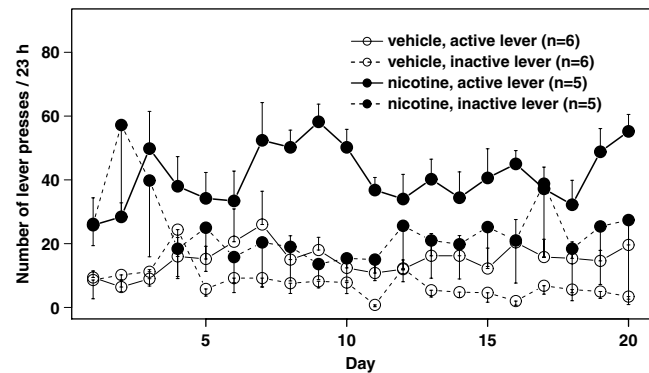 vehicle, active lever (n=6)
vehicle, inactive lever (n=6)
nicotine, active lever (n=5)
nicotine, inactive lever (n=5)
Number of lever presses / 23 h
80
60
40
20
0
5 10 15 20
Day